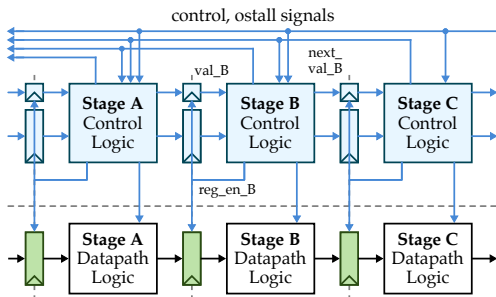 control, ostall signals
val_B
next_
val_B
Stage A
Control
Logic
Stage B
Control
Logic
Stage C
Control
Logic
reg_en_B
Stage A
Datapath
Logic
Stage B
Datapath
Logic
Stage C
Datapath
Logic